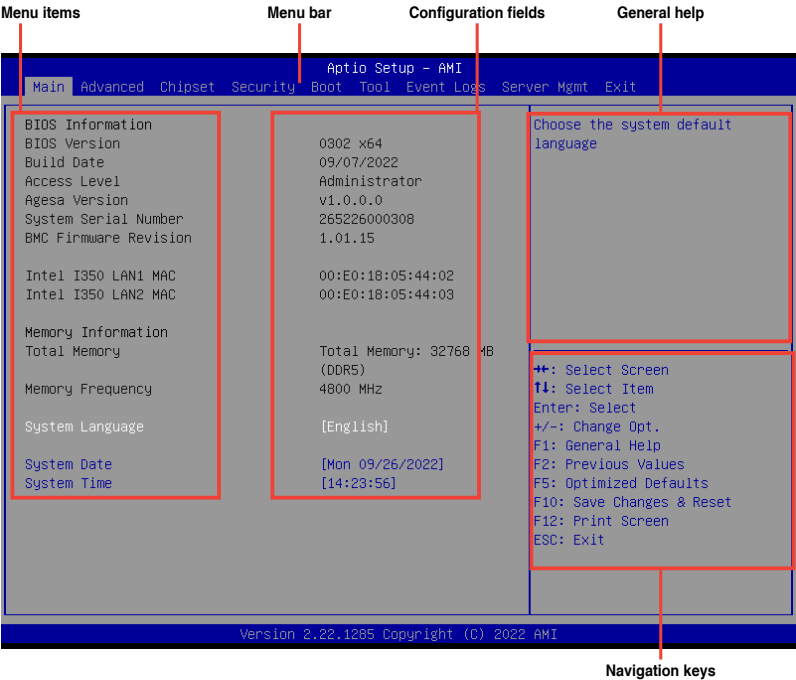 Menu items Menu bar Configuration fields General help
Aptio Setup – AMI
Main Advanced Chipset Security Boot Tool Event Logs Server Mgmt Exit
BIOS Information
BIOS Version 0302 x64
Build Date 09/07/2022
Access Level Administrator
Agesa Version v1.0.0.0
System Serial Number 265226000308
BMC Firmware Revision 1.01.15
Intel I350 LAN1 MAC 00:E0:18:05:44:02
Intel I350 LAN2 MAC 00:E0:18:05:44:03
Memory Information
Total Memory Total Memory: 32768 MB
(DDR5)
Memory Frequency 4800 MHz
System Language [English]
System Date [Mon 09/26/2022]
System Time [14:23:56]
Choose the system default
language
→←: Select Screen
↑↓: Select Item
Enter: Select
+/-: Change Opt.
F1: General Help
F2: Previous Values
F5: Optimized Defaults
F10: Save Changes & Reset
F12: Print Screen
ESC: Exit
Version 2.22.1285 Copyright (C) 2022 AMI
Navigation keys